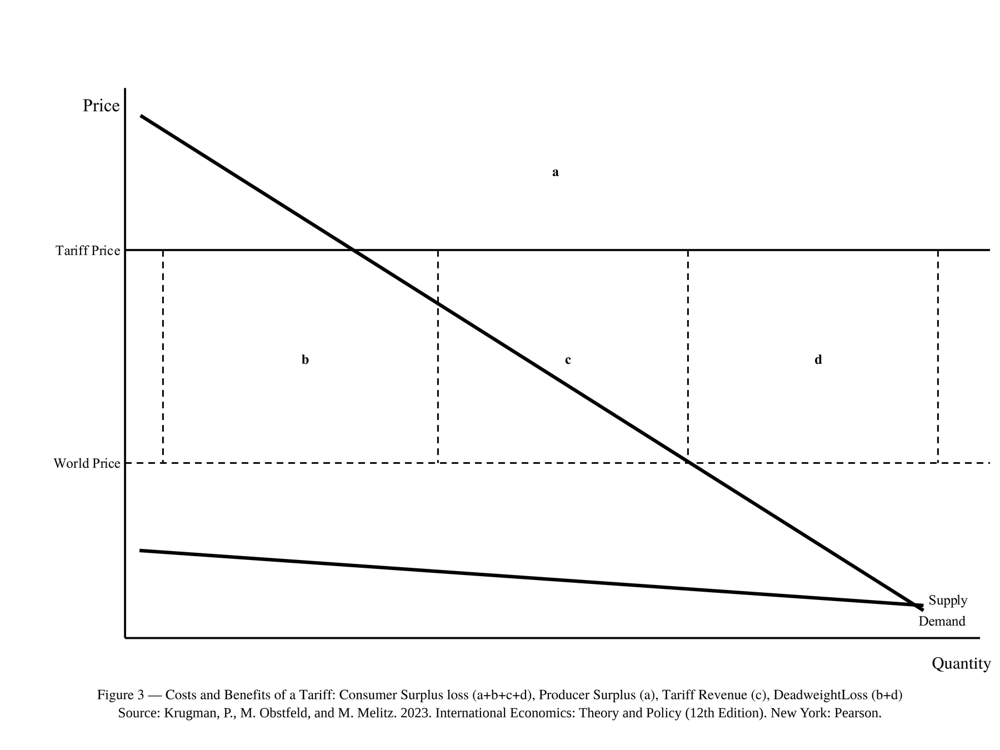 Price
a
Tariff Price
b
c
d
World Price
Supply
Demand
Quantity
Figure 3 — Costs and Benefits of a Tariff: Consumer Surplus loss (a+b+c+d), Producer Surplus (a), Tariff Revenue (c), DeadweightLoss (b+d)
Source: Krugman, P., M. Obstfeld, and M. Melitz. 2023. International Economics: Theory and Policy (12th Edition). New York: Pearson.